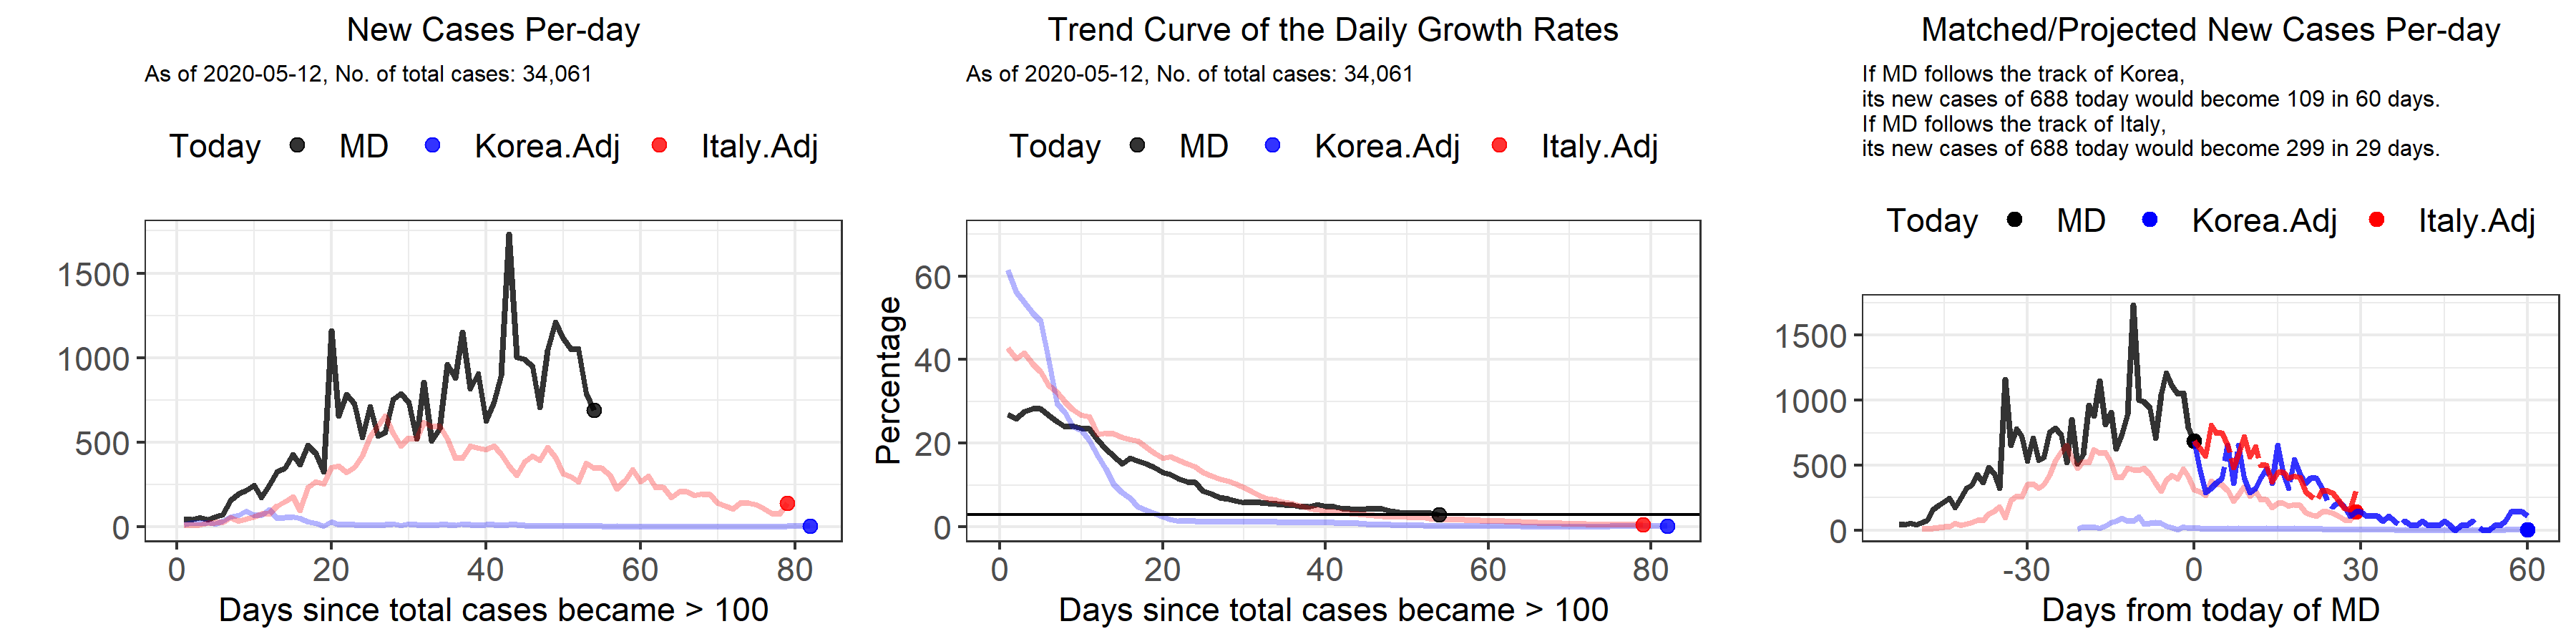 New Cases Per-day
As of 2020-05-12, No. of total cases: 34,061
Today MD Korea.Adj Italy.Adj
1500
1000
500
0
0 20 40 60 80
Days since total cases became > 100
Trend Curve of the Daily Growth Rates
As of 2020-05-12, No. of total cases: 34,061
Today MD Korea.Adj Italy.Adj
Percentage
60
40
20
0
0 20 40 60 80
Days since total cases became > 100
Matched/Projected New Cases Per-day
If MD follows the track of Korea,
its new cases of 688 today would become 109 in 60 days.
If MD follows the track of Italy,
its new cases of 688 today would become 299 in 29 days.
Today MD Korea.Adj Italy.Adj
1500
1000
500
0
-30 0 30 60
Days from today of MD